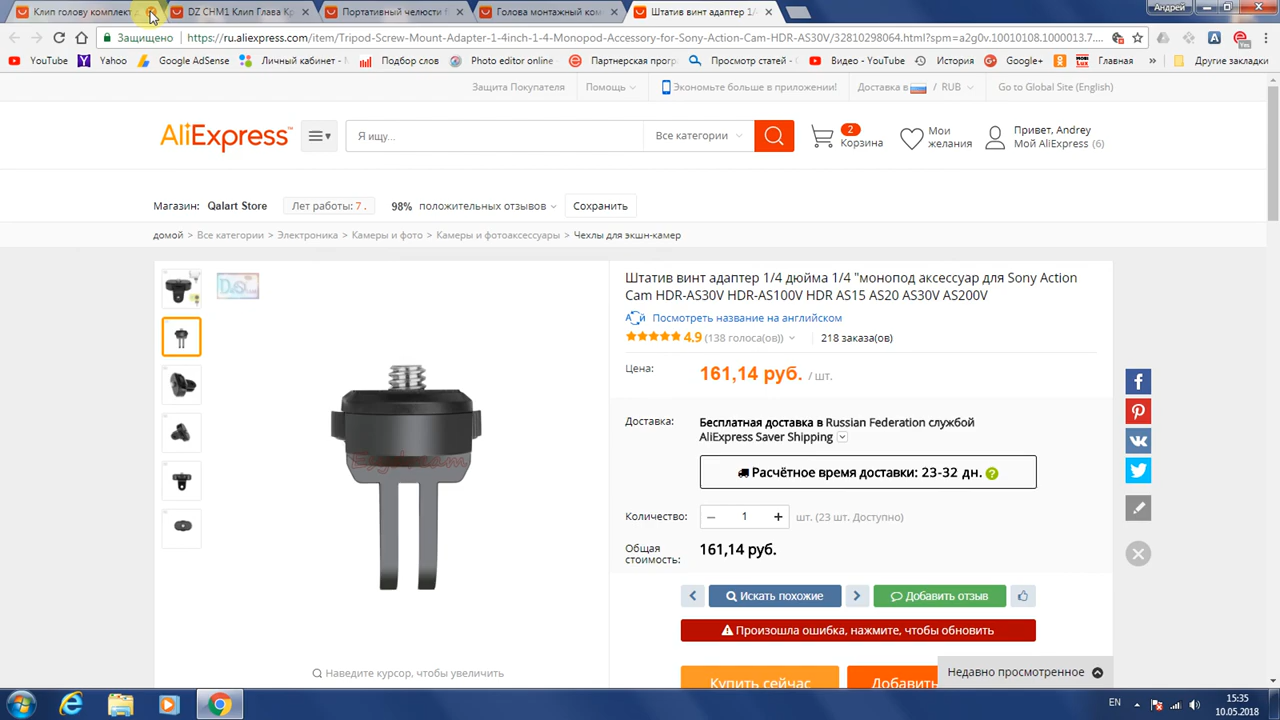 Клип голову комплекта
DZ CHM1 Клип Глава Кр
Портативный челюсти f
Голова монтажный ком
Штатив винт адаптер 1/
Андрей
Защищено
https://ru.aliexpress.com/item/Tripod-Screw-Mount-Adapter-1-4inch-1-4-Monopod-Accessory-for-Sony-Action-Cam-HDR-AS30V/32810298064.html?spm=a2g0v.10010108.1000013.7....
YouTube
Yahoo
Google AdSense
Личный кабинет -
Подбор слов
Photo editor online
Партнерская прог
Просмотр статей -
Видео - YouTube
История
Google+
Главная
»
Другие закладки
Защита Покупателя
Помощь
Экономьте больше в приложении!
Доставка в / RUB
Go to Global Site (English)
AliExpress™
Я ищу...
Все категории
2
Корзина
Мои желания
Привет, Andrey
Мой AliExpress (6)
Магазин: Qalart Store
Лет работы: 7 .
98% положительных отзывов
Сохранить
домой > Все категории > Электроника > Камеры и фото > Камеры и фотоаксессуары > Чехлы для экшн-камер
Штатив винт адаптер 1/4 дюйма 1/4 "монопод аксессуар для Sony Action
Cam HDR-AS30V HDR-AS100V HDR AS15 AS20 AS30V AS200V
Посмотреть название на английском
4.9 (138 голоса(ов)) 218 заказа(ов)
Цена: 161,14 руб. / шт.
Доставка: Бесплатная доставка в Russian Federation службой
AliExpress Saver Shipping
Расчётное время доставки: 23-32 дн.
Количество: 1 шт. (23 шт. Доступно)
Общая
стоимость: 161,14 руб.
Искать похожие
Добавить отзыв
Произошла ошибка, нажмите, чтобы обновить
Наведите курсор, чтобы увеличить
Купить сейчас
Добавить
Недавно просмотренное
EN
15:35
10.05.2018